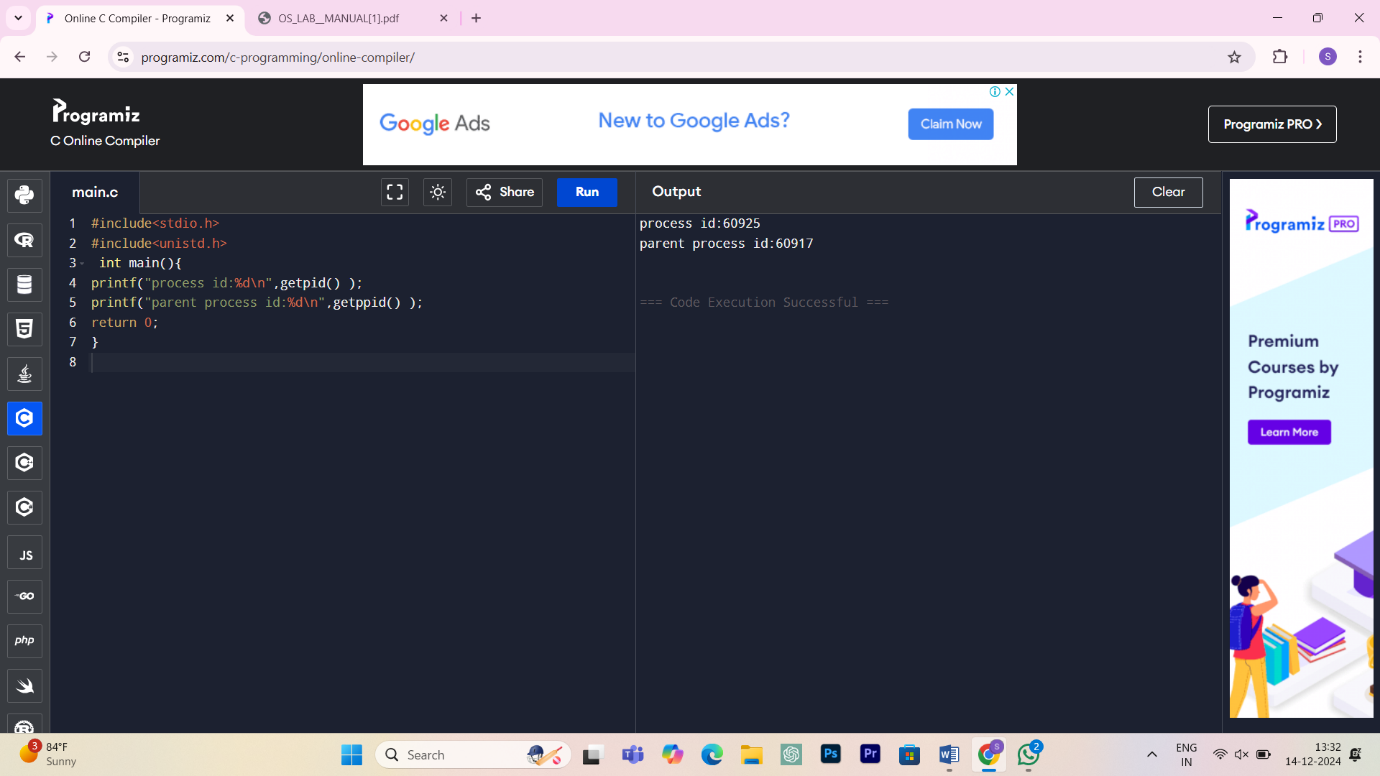 Online C Compiler - Programiz
OS_LAB__MANUAL[1].pdf
programiz.com/c-programming/online-compiler/
S
Programiz
C Online Compiler
Google Ads
New to Google Ads?
Claim Now
Programiz PRO
main.c
Share
Run
Output
Clear
1 #include<stdio.h>
2 #include<unistd.h>
3 int main(){
4 printf("process id:%d\n",getpid() );
5 printf("parent process id:%d\n",getppid() );
6 return 0;
7 }
8
process id:60925
parent process id:60917
=== Code Execution Successful ===
JS
GO
php
Programiz PRO
Premium
Courses by
Programiz
Learn More
3
84°F
Sunny
Search
Ps
Pr
W
S
2
ENG
IN
13:32
14-12-2024